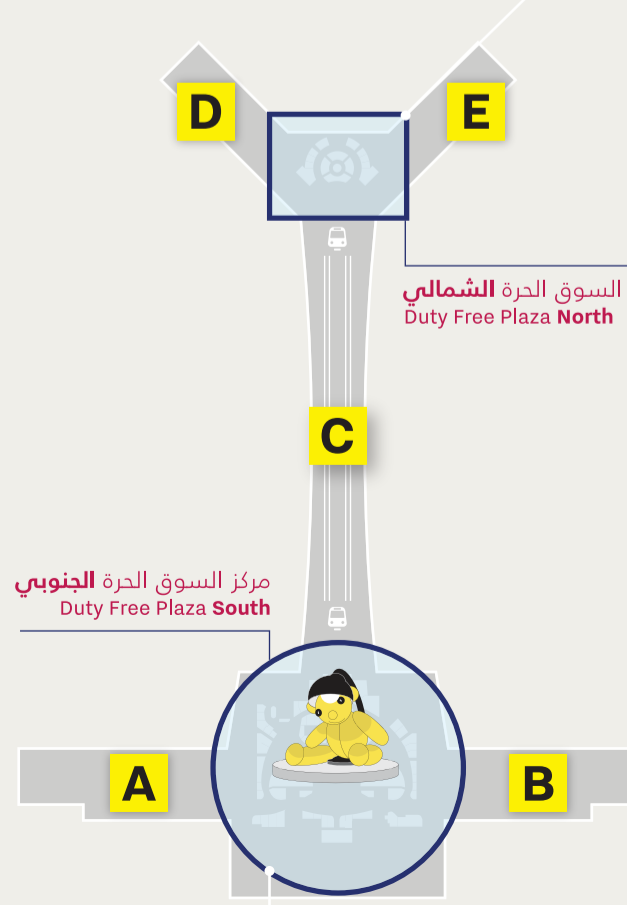 D
E
السوق الحرة الشمالي
Duty Free Plaza North
C
مركز السوق الحرة الجنوبي
Duty Free Plaza South
A
B